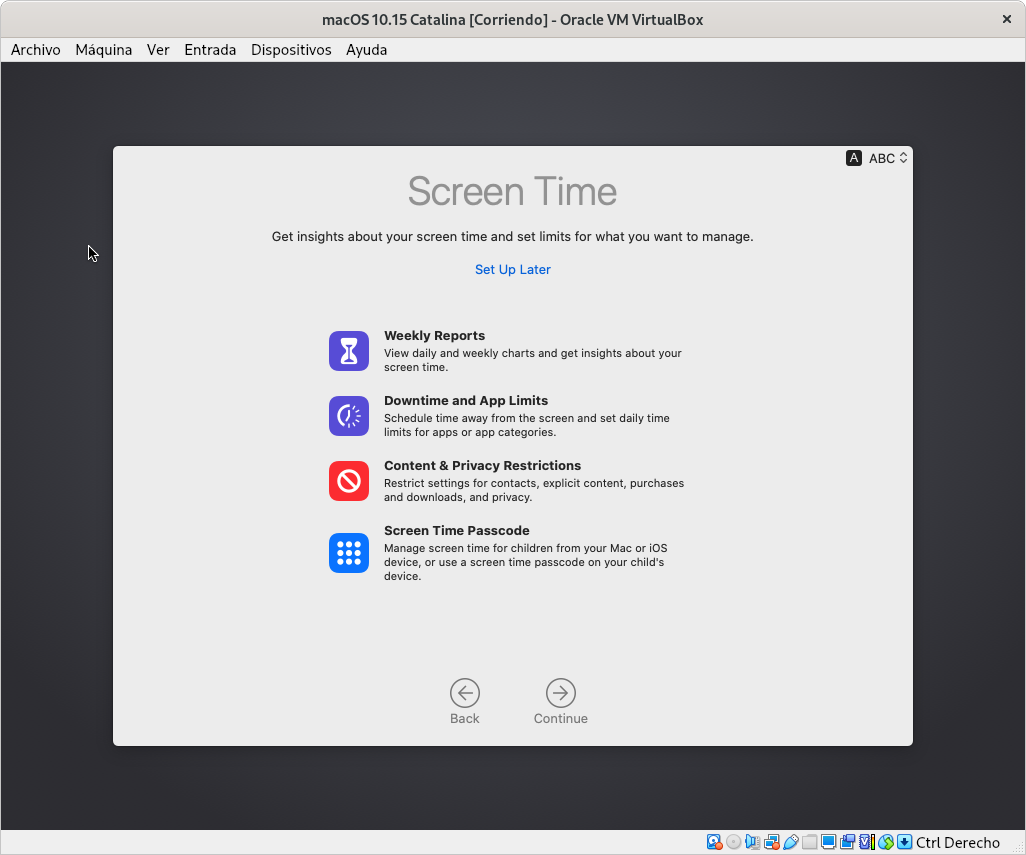 macOS 10.15 Catalina [Corriendo] - Oracle VM VirtualBox
Archivo Máquina Ver Entrada Dispositivos Ayuda
A ABC
Screen Time
Get insights about your screen time and set limits for what you want to manage.
Set Up Later
Weekly Reports
View daily and weekly charts and get insights about your
screen time.
Downtime and App Limits
Schedule time away from the screen and set daily time
limits for apps or app categories.
Content & Privacy Restrictions
Restrict settings for contacts, explicit content, purchases
and downloads, and privacy.
Screen Time Passcode
Manage screen time for children from your Mac or iOS
device, or use a screen time passcode on your child's
device.
Back Continue
Ctrl Derecho